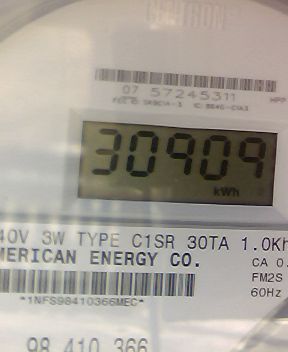 07 57245311
30909
kWh
40V 3W TYPE C1SR 30TA 1.0Kh
MERICAN ENERGY CO.
CA 0.
FM2S
*1NFS98410366MEC*
60Hz
98 410 366